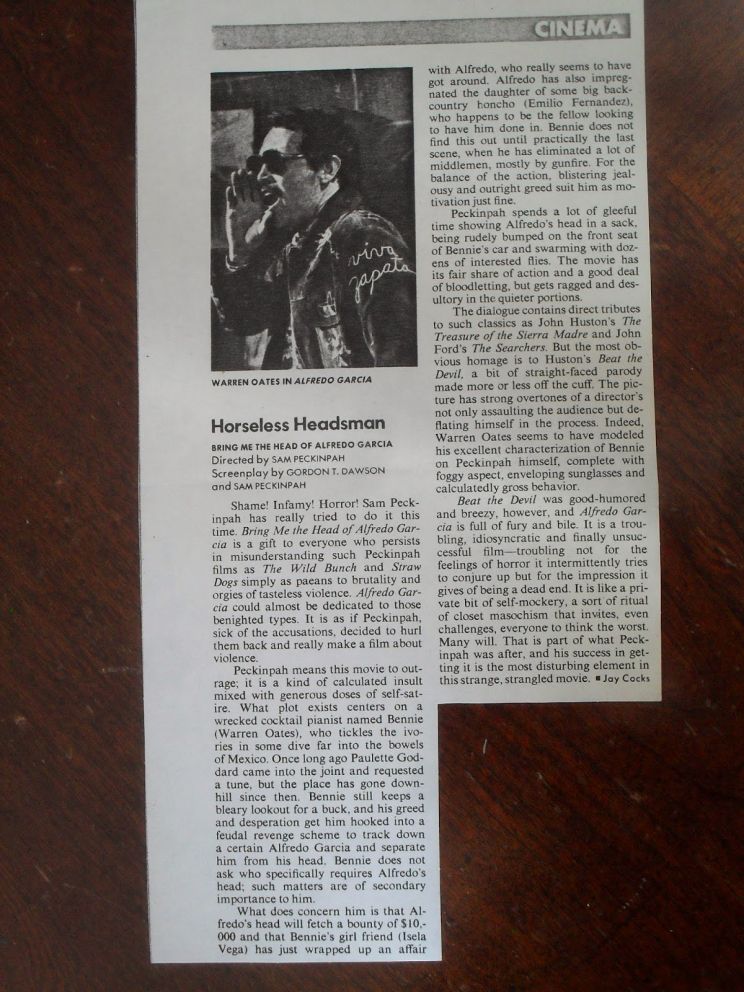 CINEMA
viva
zapata
WARREN OATES IN ALFREDO GARCIA
Horseless Headsman
BRING ME THE HEAD OF ALFREDO GARCIA
Directed by SAM PECKINPAH
Screenplay by GORDON T. DAWSON
and SAM PECKINPAH
Shame! Infamy! Horror! Sam Peck-
inpah has really tried to do it this
time. Bring Me the Head of Alfredo Gar-
cia is a gift to everyone who persists
in misunderstanding such Peckinpah
films as The Wild Bunch and Straw
Dogs simply as paeans to brutality and
orgies of tasteless violence. Alfredo Gar-
cia could almost be dedicated to those
benighted types. It is as if Peckinpah,
sick of the accusations, decided to hurl
them back and really make a film about
violence.
Peckinpah means this movie to out-
rage; it is a kind of calculated insult
mixed with generous doses of self-sat-
ire. What plot exists centers on a
wrecked cocktail pianist named Bennie
(Warren Oates), who tickles the ivo-
ries in some dive far into the bowels
of Mexico. Once long ago Paulette God-
dard came into the joint and requested
a tune, but the place has gone down-
hill since then. Bennie still keeps a
bleary lookout for a buck, and his greed
and desperation get him hooked into a
feudal revenge scheme to track down
a certain Alfredo Garcia and separate
him from his head. Bennie does not
ask who specifically requires Alfredo's
head; such matters are of secondary
importance to him.
What does concern him is that Al-
fredo's head will fetch a bounty of $10,-
000 and that Bennie's girl friend (Isela
Vega) has just wrapped up an affair
with Alfredo, who really seems to have
got around. Alfredo has also impreg-
nated the daughter of some big back-
country honcho (Emilio Fernandez),
who happens to be the fellow looking
to have him done in. Bennie does not
find this out until practically the last
scene, when he has eliminated a lot of
middlemen, mostly by gunfire. For the
balance of the action, blistering jeal-
ousy and outright greed suit him as mo-
tivation just fine.
Peckinpah spends a lot of gleeful
time showing Alfredo's head in a sack,
being rudely bumped on the front seat
of Bennie's car and swarming with doz-
ens of interested flies. The movie has
its fair share of action and a good deal
of bloodletting, but gets ragged and des-
ultory in the quieter portions.
The dialogue contains direct tributes
to such classics as John Huston's The
Treasure of the Sierra Madre and John
Ford's The Searchers. But the most ob-
vious homage is to Huston's Beat the
Devil, a bit of straight-faced parody
made more or less off the cuff. The pic-
ture has strong overtones of a director's
not only assaulting the audience but de-
flating himself in the process. Indeed,
Warren Oates seems to have modeled
his excellent characterization of Bennie
on Peckinpah himself, complete with
foggy aspect, enveloping sunglasses and
calculatedly gross behavior.
Beat the Devil was good-humored
and breezy, however, and Alfredo Gar-
cia is full of fury and bile. It is a trou-
bling, idiosyncratic and finally unsuc-
cessful film—troubling not for the
feelings of horror it intermittently tries
to conjure up but for the impression it
gives of being a dead end. It is like a pri-
vate bit of self-mockery, a sort of ritual
of closet masochism that invites, even
challenges, everyone to think the worst.
Many will. That is part of what Peck-
inpah was after, and his success in get-
ting it is the most disturbing element in
this strange, strangled movie. ■ Jay Cocks